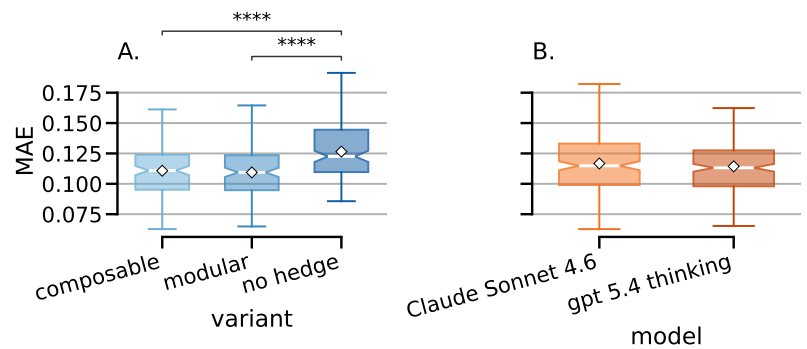 ****
****
A.
B.
MAE
0.175
0.150
0.125
0.100
0.075
composable
modular
no hedge
variant
Claude Sonnet 4.6
gpt 5.4 thinking
model